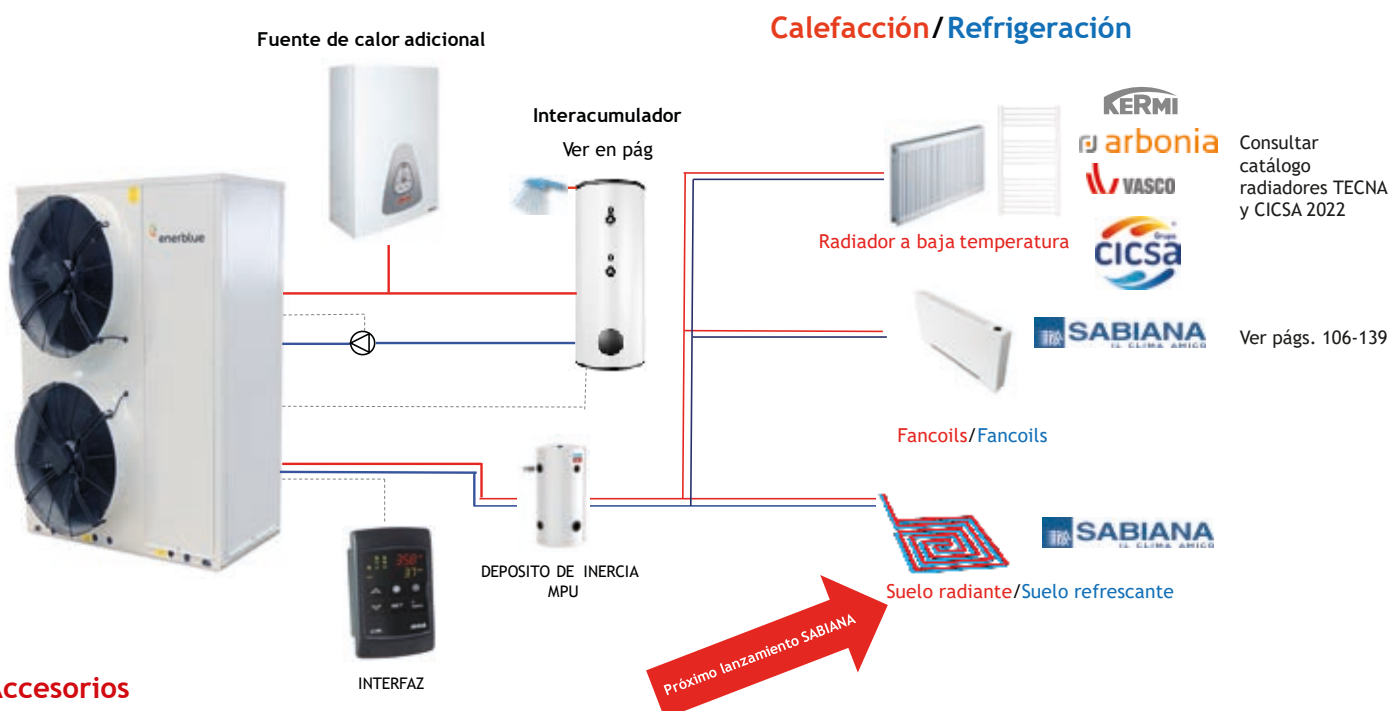 Calefacción/Refrigeración
Fuente de calor adicional
Interacumulador
Ver en pág
enerblue
KERMI
arbonia
VASCO
Grupo
CICSA
Consultar
catálogo
radiadores TECNA
y CICSA 2022
Radiador a baja temperatura
SABIANA
IL CLIMA AMICO
Ver págs. 106-139
Fancoils/Fancoils
SABIANA
IL CLIMA AMICO
DEPOSITO DE INERCIA
MPU
Suelo radiante/Suelo refrescante
Próximo lanzamiento SABIANA
INTERFAZ
Accesorios